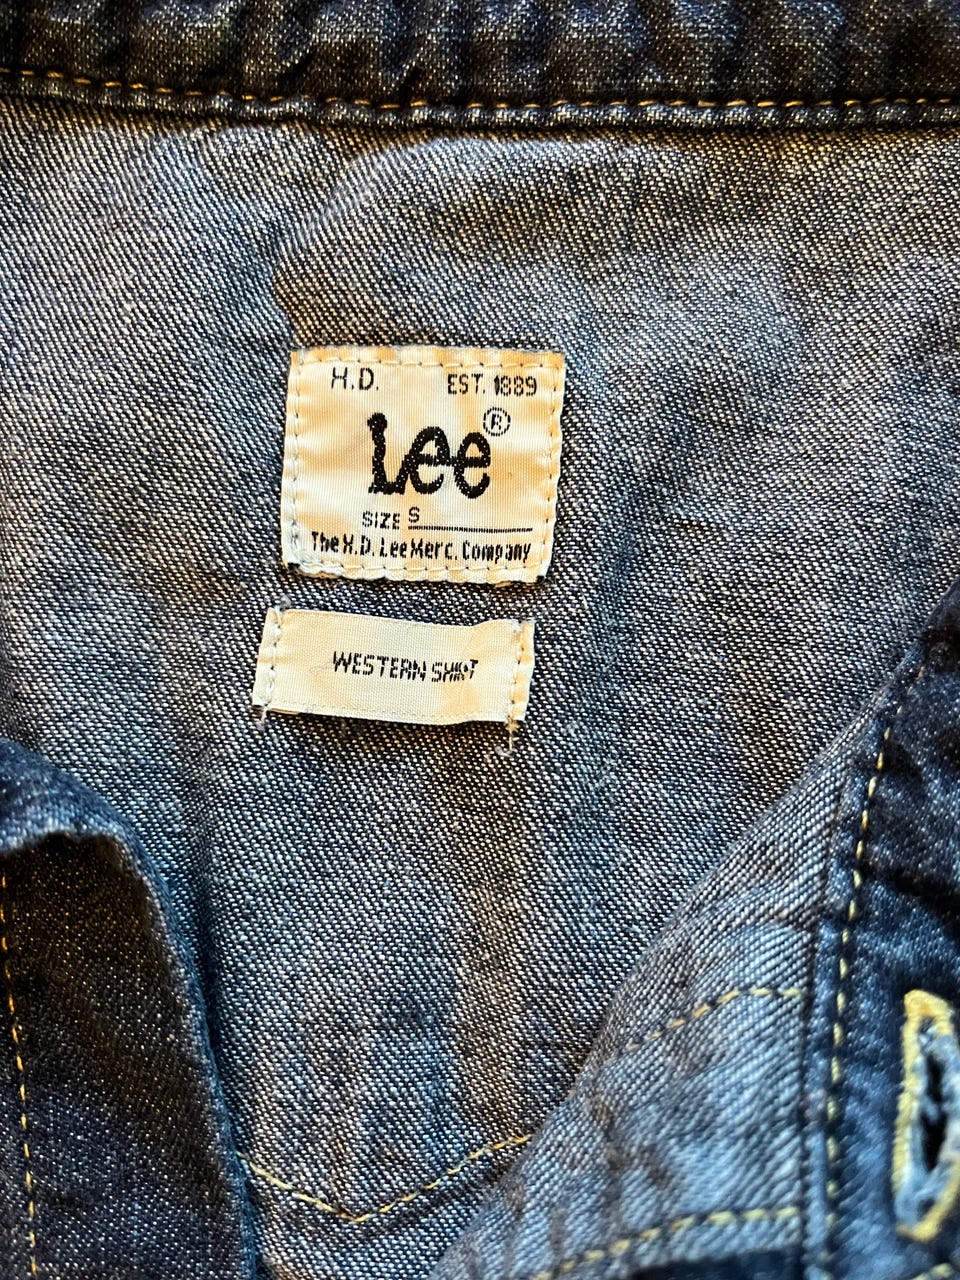 H.D. EST. 1889
Lee®
SIZE S
The H.D. Lee Merc. Company
WESTERN SHIRT